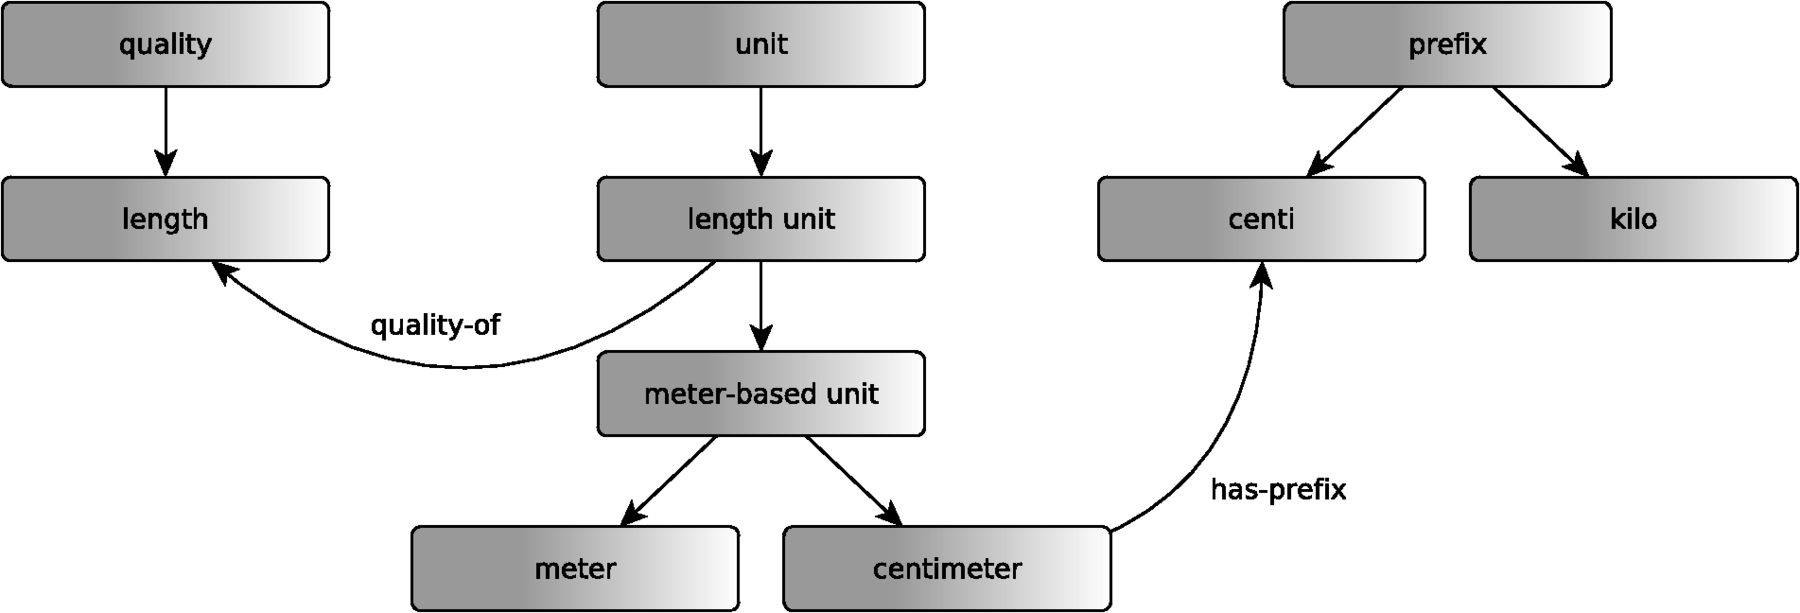 quality
unit
prefix
length
length unit
centi
kilo
quality-of
meter-based unit
has-prefix
meter
centimeter